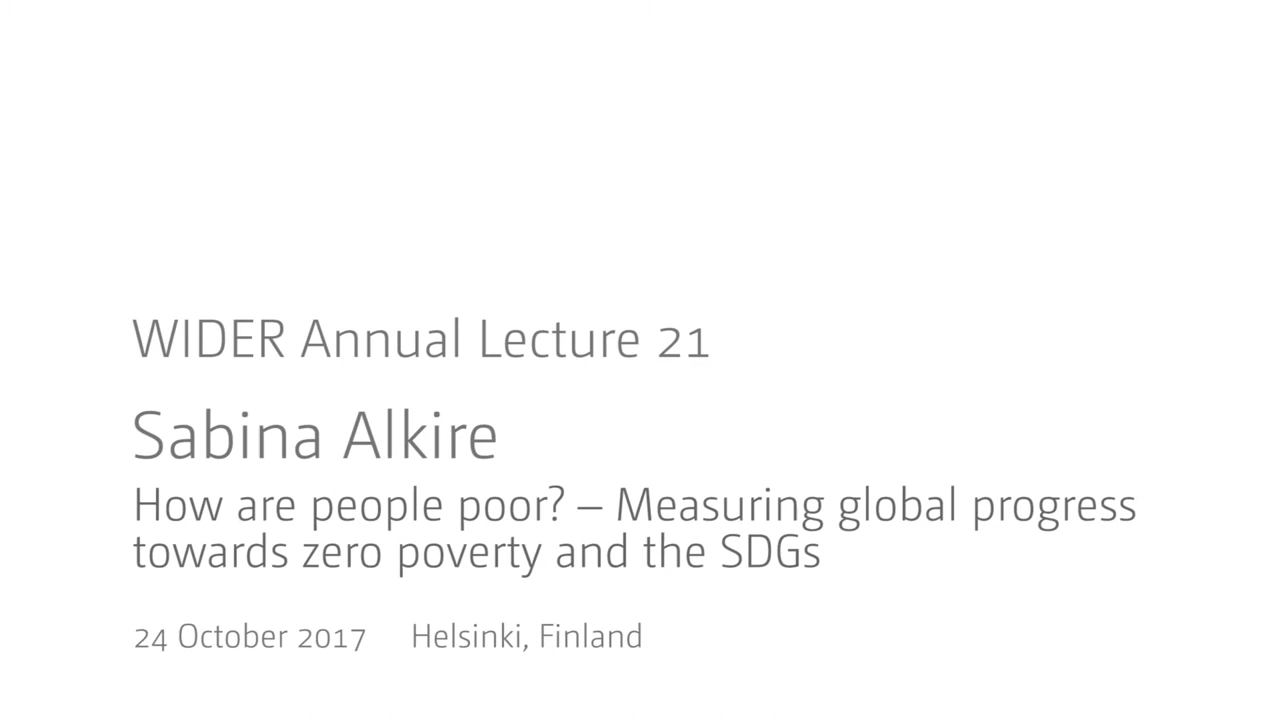 WIDER Annual Lecture 21
Sabina Alkire
How are people poor? – Measuring global progress
towards zero poverty and the SDGs
24 October 2017 Helsinki, Finland